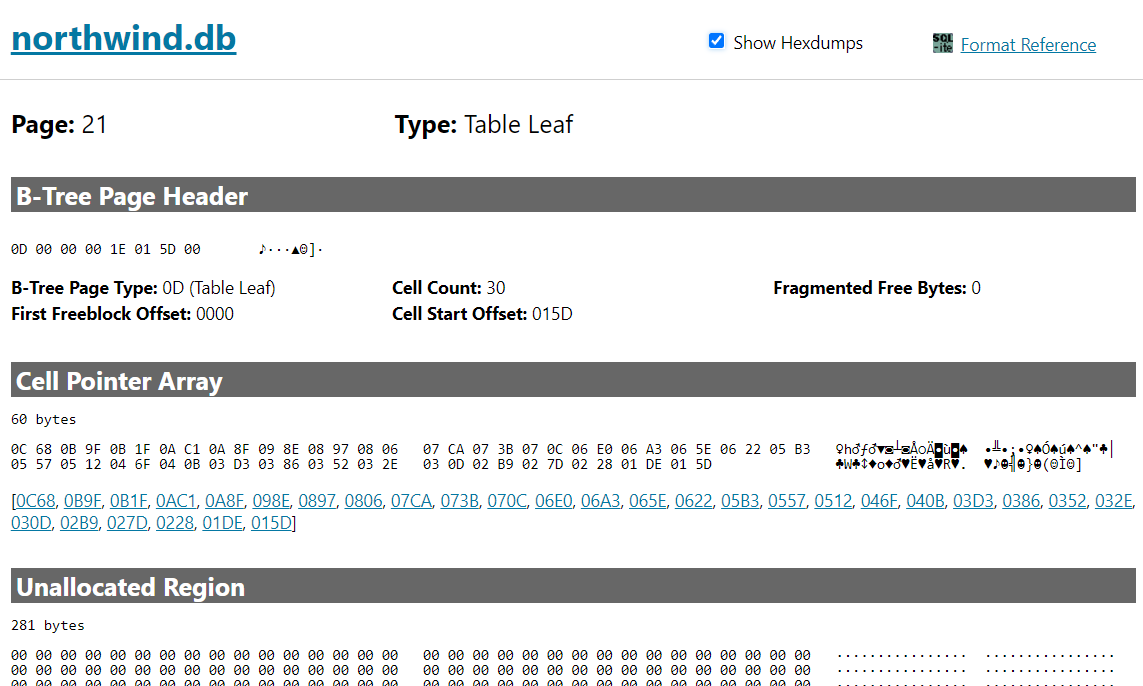 northwind.db
Show Hexdumps
SQL-ite Format Reference
Page: 21 Type: Table Leaf
B-Tree Page Header
0D 00 00 00 1E 01 5D 00 ♪···▲☺]·
B-Tree Page Type: 0D (Table Leaf) Cell Count: 30 Fragmented Free Bytes: 0
First Freeblock Offset: 0000 Cell Start Offset: 015D
Cell Pointer Array
60 bytes
0C 68 0B 9F 0B 1F 0A C1 0A 8F 09 8E 08 97 08 06 07 CA 07 3B 07 0C 06 E0 06 A3 06 5E 06 22 05 B3
05 57 05 12 04 6F 04 0B 03 D3 03 86 03 52 03 2E 03 0D 02 B9 02 7D 02 28 01 DE 01 5D
[0C68, 0B9F, 0B1F, 0AC1, 0A8F, 098E, 0897, 0806, 07CA, 073B, 070C, 06E0, 06A3, 065E, 0622, 05B3, 0557, 0512, 046F, 040B, 03D3, 0386, 0352, 032E,
030D, 02B9, 027D, 0228, 01DE, 015D]
Unallocated Region
281 bytes
00 00 00 00 00 00 00 00 00 00 00 00 00 00 00 00 00 00 00 00 00 00 00 00 00 00 00 00 00 00 00 00 ................ ................
00 00 00 00 00 00 00 00 00 00 00 00 00 00 00 00 00 00 00 00 00 00 00 00 00 00 00 00 00 00 00 00 ................ ................
00 00 00 00 00 00 00 00 00 00 00 00 00 00 00 00 00 00 00 00 00 00 00 00 00 00 00 00 00 00 00 00 ................ ................